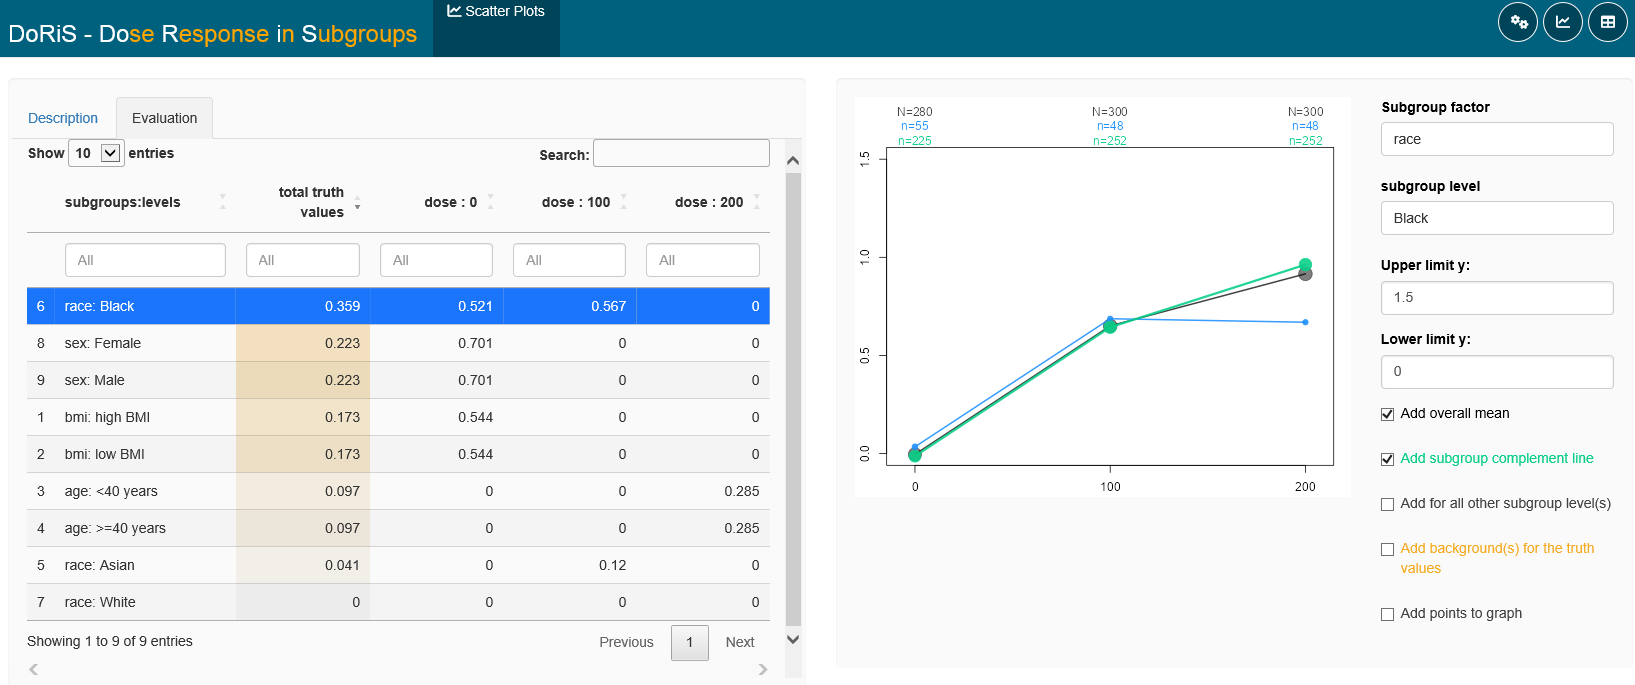 DoRiS - Dose Response in Subgroups
Scatter Plots
Description
Evaluation
Show 10 entries
Search:
subgroups:levels
total truth
values
dose : 0
dose : 100
dose : 200
All
All
All
All
All
6 race: Black 0.359 0.521 0.567 0
8 sex: Female 0.223 0.701 0 0
9 sex: Male 0.223 0.701 0 0
1 bmi: high BMI 0.173 0.544 0 0
2 bmi: low BMI 0.173 0.544 0 0
3 age: <40 years 0.097 0 0 0.285
4 age: >=40 years 0.097 0 0 0.285
5 race: Asian 0.041 0 0.12 0
7 race: White 0 0 0 0
Showing 1 to 9 of 9 entries
Previous
1
Next
N=280 N=300 N=300
n=55 n=48 n=48
n=225 n=252 n=252
1.5
1.0
0.5
0.0
0 100 200
Subgroup factor
race
subgroup level
Black
Upper limit y:
1.5
Lower limit y:
0
Add overall mean
Add subgroup complement line
Add for all other subgroup level(s)
Add background(s) for the truth
values
Add points to graph